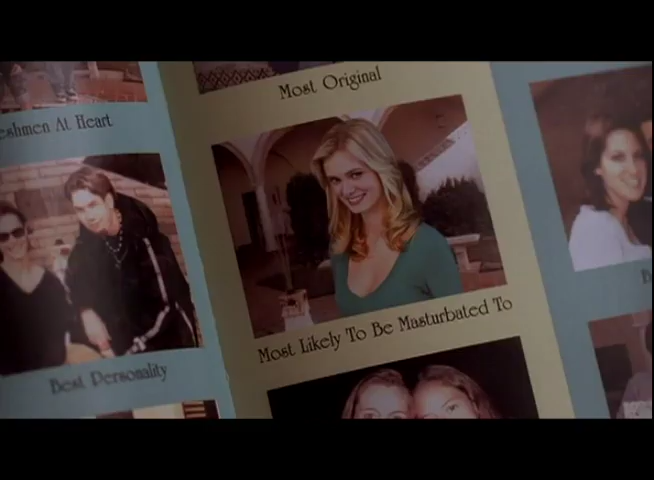 Most Original
eshmen At Heart
Most Likely To Be Masturbated To
Best Personality